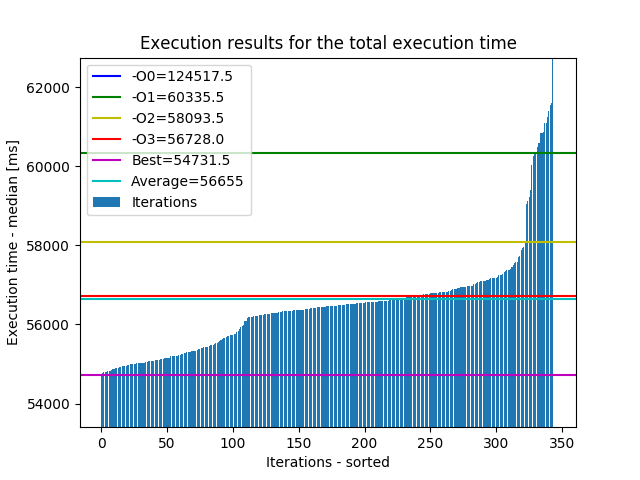 Execution results for the total execution time
Execution time - median [ms]
62000
60000
58000
56000
54000
-O0=124517.5
-O1=60335.5
-O2=58093.5
-O3=56728.0
Best=54731.5
Average=56655
Iterations
0 50 100 150 200 250 300 350
Iterations - sorted